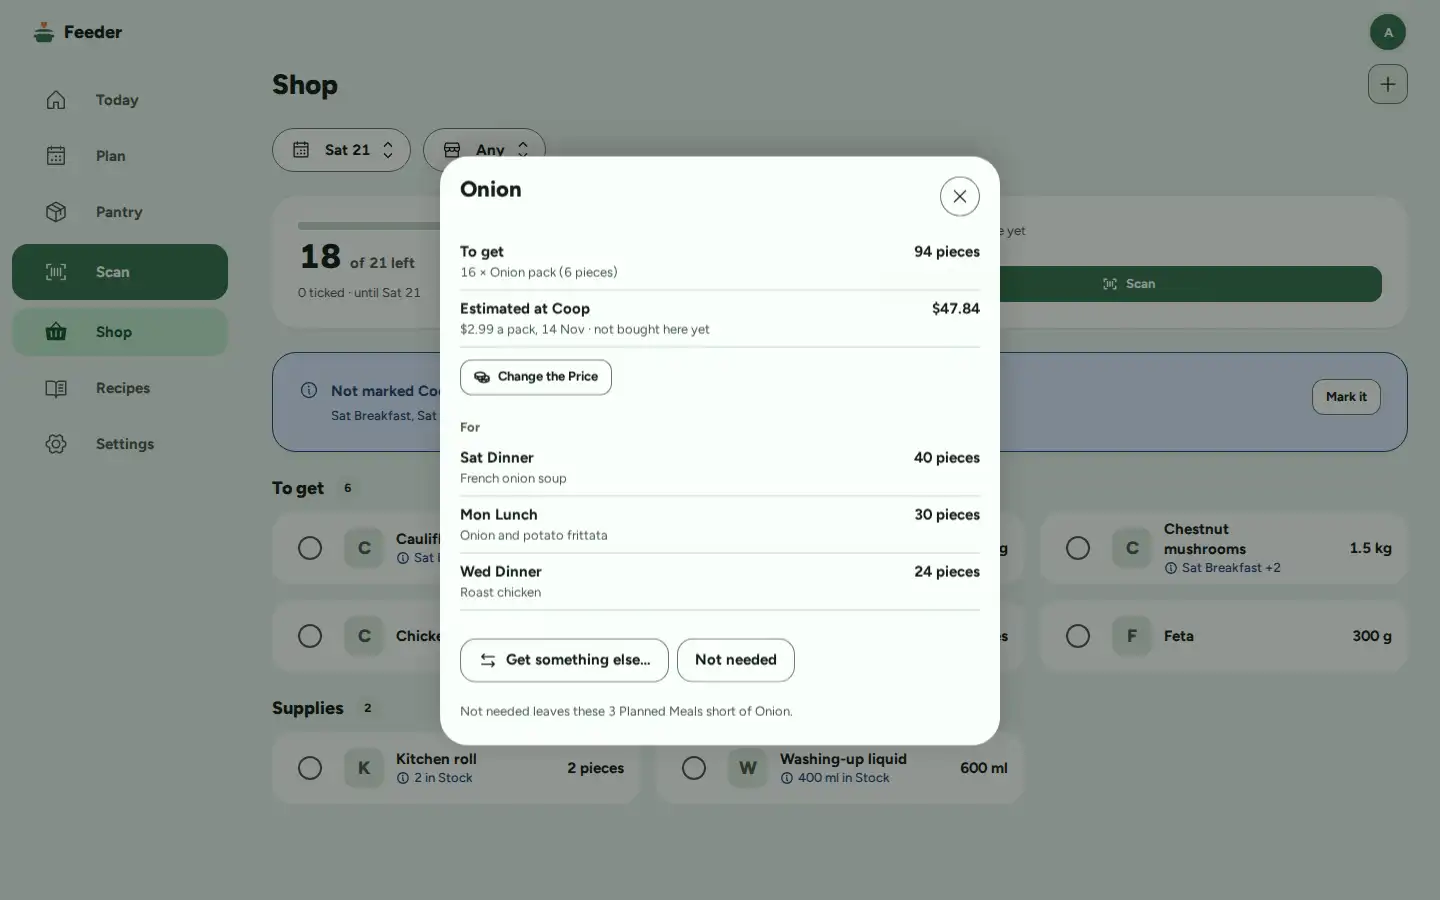 Feeder
A
Today
Plan
Pantry
Scan
Shop
Recipes
Settings
Shop
Sat 21
Any
18 of 21 left
0 ticked · until Sat 21
yet
Scan
Not marked
Sat Breakfast, Sat
Mark it
To get 6
C
Sat
C
Chestnut
mushrooms
Sat Breakfast +2
1.5 kg
C
F
Feta
300 g
Supplies 2
K
Kitchen roll
2 in Stock
2 pieces
W
Washing-up liquid
400 ml in Stock
600 ml
Onion
To get
94 pieces
16 × Onion pack (6 pieces)
Estimated at Coop
$47.84
$2.99 a pack, 14 Nov · not bought here yet
Change the Price
For
Sat Dinner
40 pieces
French onion soup
Mon Lunch
30 pieces
Onion and potato frittata
Wed Dinner
24 pieces
Roast chicken
Get something else...
Not needed
Not needed leaves these 3 Planned Meals short of Onion.